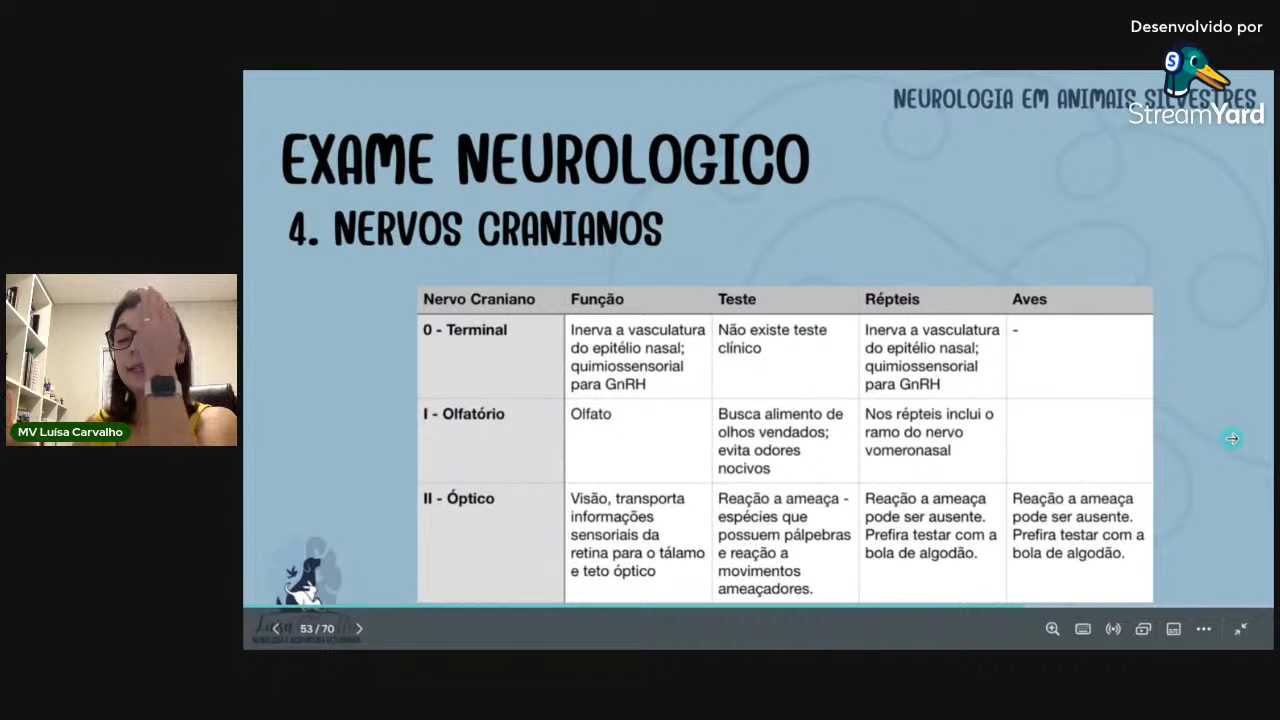 Desenvolvido por
StreamYard
NEUROLOGIA EM ANIMAIS SILVESTRES
EXAME NEUROLOGICO
4. NERVOS CRANIANOS
Nervo Craniano Função Teste Répteis Aves
0 - Terminal
Inerva a vasculatura
do epitélio nasal;
quimiossensorial
para GnRH
Não existe teste
clínico
Inerva a vasculatura
do epitélio nasal;
quimiossensorial
para GnRH
-
I - Olfatório
Olfato
Busca alimento de
olhos vendados;
evita odores
nocivos
Nos répteis inclui o
ramo do nervo
vomeronasal
II - Óptico
Visão, transporta
informações
sensoriais da
retina para o tálamo
e teto óptico
Reação a ameaça -
espécies que
possuem pálpebras
e reação a
movimentos
ameaçadores.
Reação a ameaça
pode ser ausente.
Prefira testar com a
bola de algodão.
Reação a ameaça
pode ser ausente.
Prefira testar com a
bola de algodão.
MV Luísa Carvalho
53 / 70